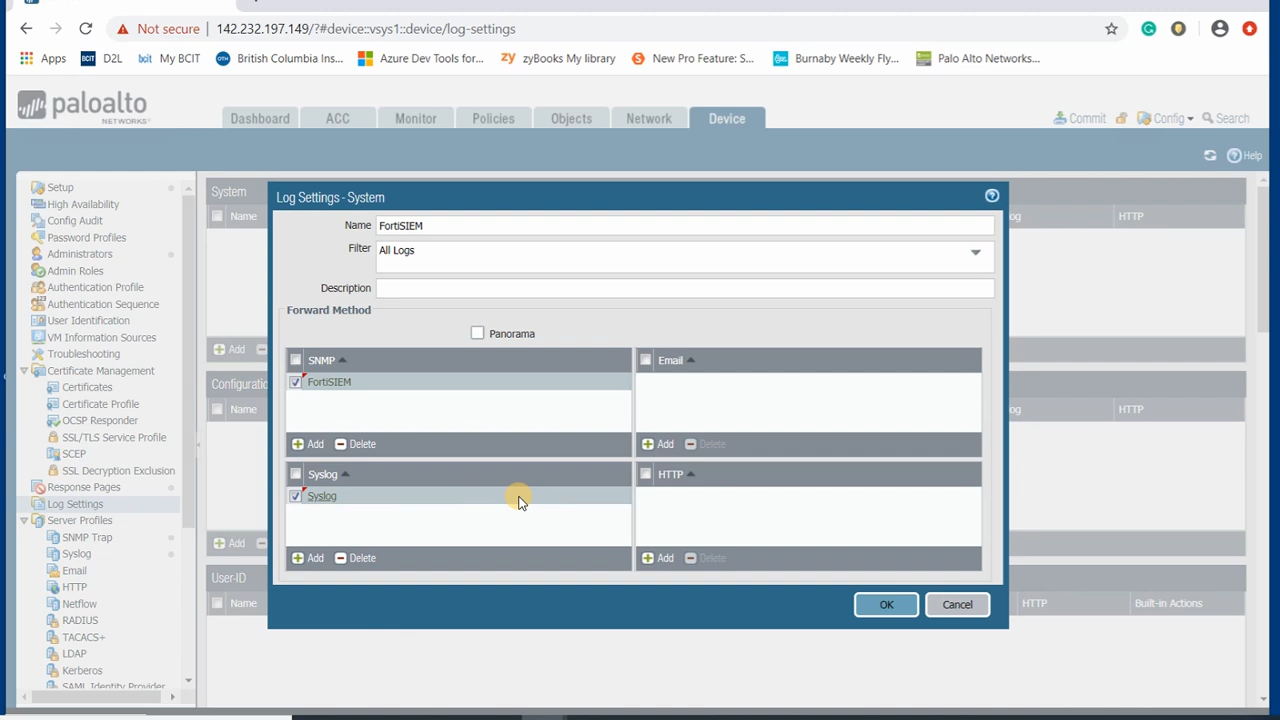 Not secure | 142.232.197.149/?#device::vsys1::device/log-settings
Apps D2L My BCIT British Columbia Ins... Azure Dev Tools for... zyBooks My library New Pro Feature: S... Burnaby Weekly Fly... Palo Alto Networks...
paloalto NETWORKS
Dashboard ACC Monitor Policies Objects Network Device
Commit Config Search
Help
Setup
High Availability
Config Audit
Password Profiles
Administrators
Admin Roles
Authentication Profile
Authentication Sequence
User Identification
VM Information Sources
Troubleshooting
Certificate Management
Certificates
Certificate Profile
OCSP Responder
SSL/TLS Service Profile
SCEP
SSL Decryption Exclusion
Response Pages
Log Settings
Server Profiles
SNMP Trap
Syslog
Email
HTTP
Netflow
RADIUS
TACACS+
LDAP
Kerberos
SAML Identity Provider
System
Name HTTP
Add
Configuratio
Name HTTP
Add
User-ID
Name HTTP Built-in Actions
Log Settings - System
Name FortiSIEM
Filter All Logs
Description
Forward Method
Panorama
SNMP Email
FortiSIEM
Add Delete Add Delete
Syslog HTTP
Syslog
Add Delete Add Delete
OK Cancel